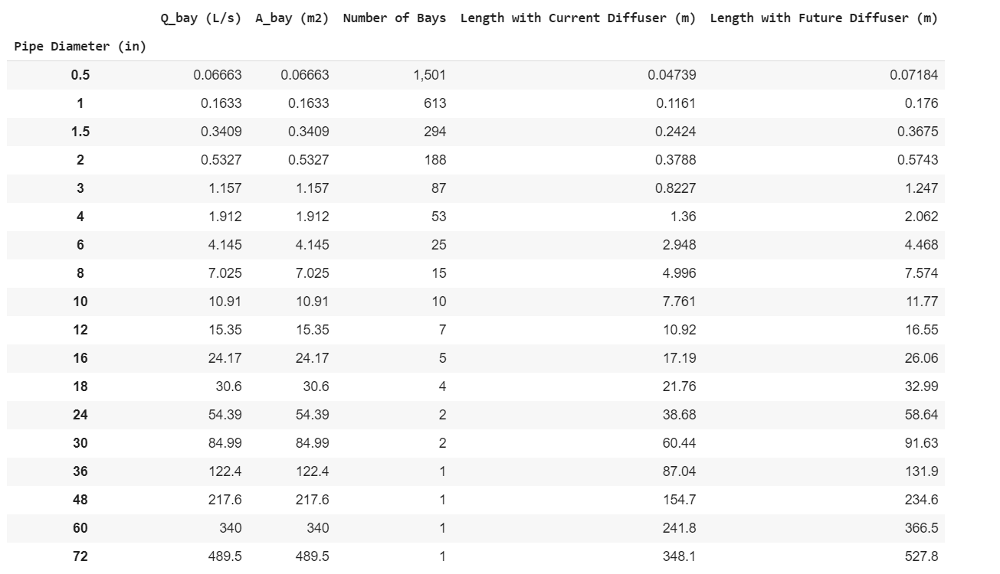 Q_bay (L/s) A_bay (m2) Number of Bays Length with Current Diffuser (m) Length with Future Diffuser (m)
Pipe Diameter (in)
0.5 0.06663 0.06663 1,501 0.04739 0.07184
1 0.1633 0.1633 613 0.1161 0.176
1.5 0.3409 0.3409 294 0.2424 0.3675
2 0.5327 0.5327 188 0.3788 0.5743
3 1.157 1.157 87 0.8227 1.247
4 1.912 1.912 53 1.36 2.062
6 4.145 4.145 25 2.948 4.468
8 7.025 7.025 15 4.996 7.574
10 10.91 10.91 10 7.761 11.77
12 15.35 15.35 7 10.92 16.55
16 24.17 24.17 5 17.19 26.06
18 30.6 30.6 4 21.76 32.99
24 54.39 54.39 2 38.68 58.64
30 84.99 84.99 2 60.44 91.63
36 122.4 122.4 1 87.04 131.9
48 217.6 217.6 1 154.7 234.6
60 340 340 1 241.8 366.5
72 489.5 489.5 1 348.1 527.8